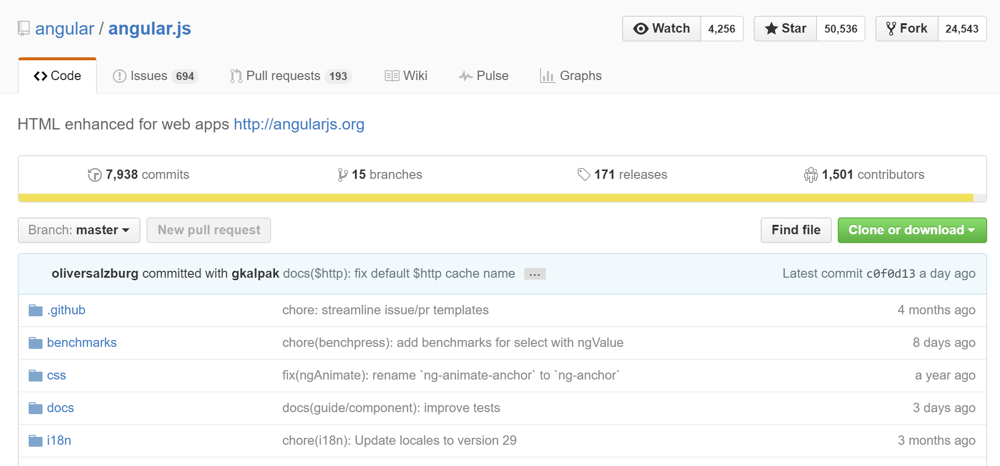 angular / angular.js Watch 4,256 Star 50,536 Fork 24,543
Code Issues 694 Pull requests 193 Wiki Pulse Graphs
HTML enhanced for web apps http://angularjs.org
7,938 commits 15 branches 171 releases 1,501 contributors
Branch: master New pull request Find file Clone or download
oliversalzburg committed with gkalpak docs($http): fix default $http cache name ... Latest commit c0f0d13 a day ago
.github chore: streamline issue/pr templates 4 months ago
benchmarks chore(benchpress): add benchmarks for select with ngValue 8 days ago
css fix(ngAnimate): rename `ng-animate-anchor` to `ng-anchor` a year ago
docs docs(guide/component): improve tests 3 days ago
i18n chore(i18n): Update locales to version 29 3 months ago